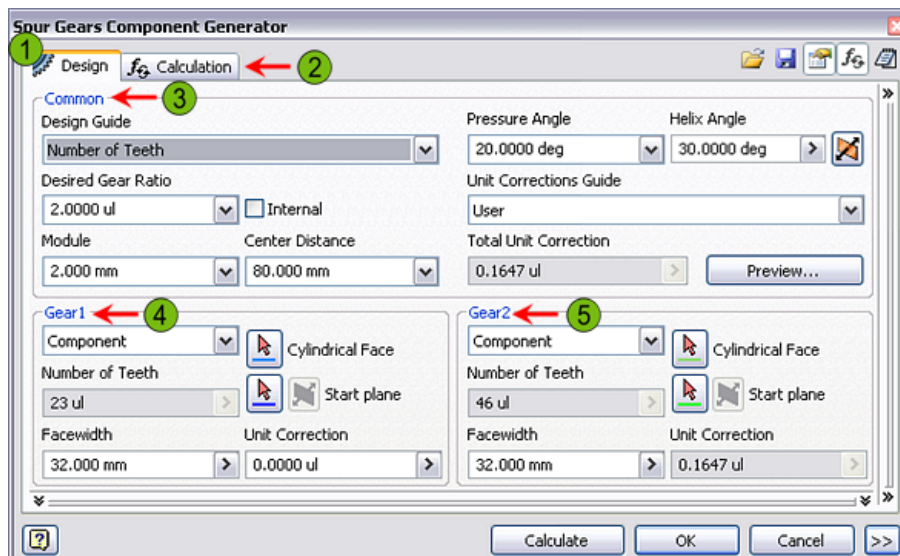 Spur Gears Component Generator
1
Design
Calculation
2
Common
3
Design Guide
Pressure Angle
Helix Angle
Number of Teeth
20.0000 deg
30.0000 deg
Desired Gear Ratio
Unit Corrections Guide
2.0000 ul
Internal
User
Module
Center Distance
Total Unit Correction
2.000 mm
80.000 mm
0.1647 ul
Preview...
Gear1
4
Gear2
5
Component
Cylindrical Face
Component
Cylindrical Face
Number of Teeth
Start plane
Number of Teeth
Start plane
23 ul
46 ul
Facewidth
Unit Correction
Facewidth
Unit Correction
32.000 mm
0.0000 ul
32.000 mm
0.1647 ul
?
Calculate
OK
Cancel
>>